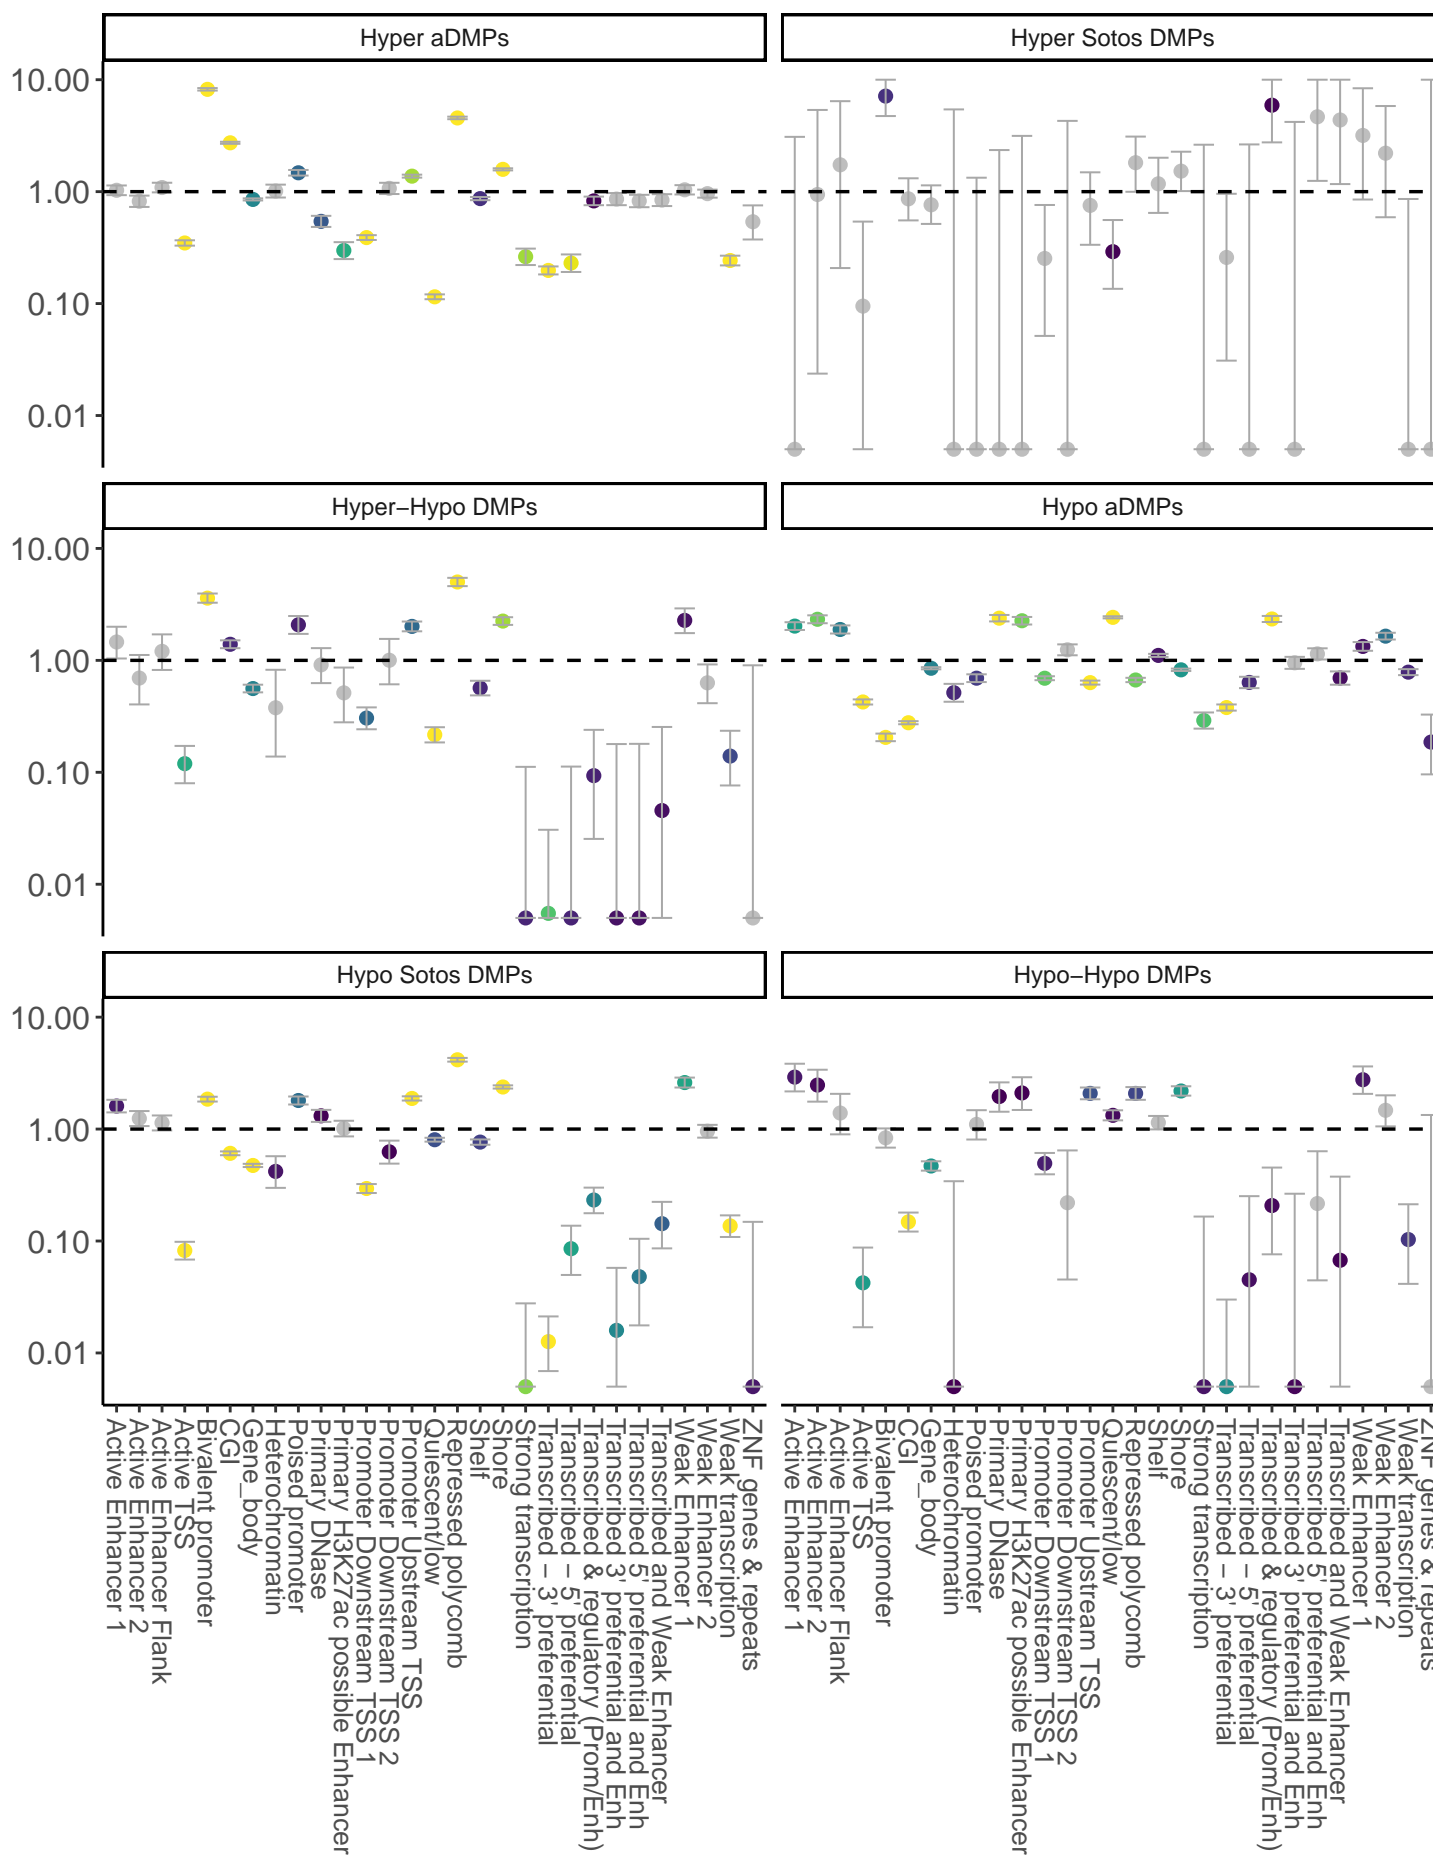 Hyper aDMPs
Hyper Sotos DMPs
10.00
1.00
0.10
0.01
Hyper–Hypo DMPs
Hypo aDMPs
10.00
1.00
0.10
0.01
Hypo Sotos DMPs
Hypo–Hypo DMPs
10.00
1.00
0.10
0.01
Active Enhancer 1
Active Enhancer 2
Active Enhancer Flank
Active TSS
Bivalent promoter
CGI
Gene_body
Heterochromatin
Poised promoter
Primary DNase
Primary H3K27ac possible Enhancer
Promoter Downstream TSS 1
Promoter Downstream TSS 2
Promoter Upstream TSS
Quiescent/low
Repressed polycomb
Shelf
Shore
Strong transcription
Transcribed – 3' preferential
Transcribed – 5' preferential
Transcribed & regulatory (Prom/Enh)
Transcribed 3' preferential and Enh
Transcribed 5' preferential and Enh
Transcribed and Weak Enhancer
Weak Enhancer 1
Weak Enhancer 2
Weak transcription
ZNF genes & repeats
Active Enhancer 1
Active Enhancer 2
Active Enhancer Flank
Active TSS
Bivalent promoter
CGI
Gene_body
Heterochromatin
Poised promoter
Primary DNase
Primary H3K27ac possible Enhancer
Promoter Downstream TSS 1
Promoter Downstream TSS 2
Promoter Upstream TSS
Quiescent/low
Repressed polycomb
Shelf
Shore
Strong transcription
Transcribed – 3' preferential
Transcribed – 5' preferential
Transcribed & regulatory (Prom/Enh)
Transcribed 3' preferential and Enh
Transcribed 5' preferential and Enh
Transcribed and Weak Enhancer
Weak Enhancer 1
Weak Enhancer 2
Weak transcription
ZNF genes & repeats